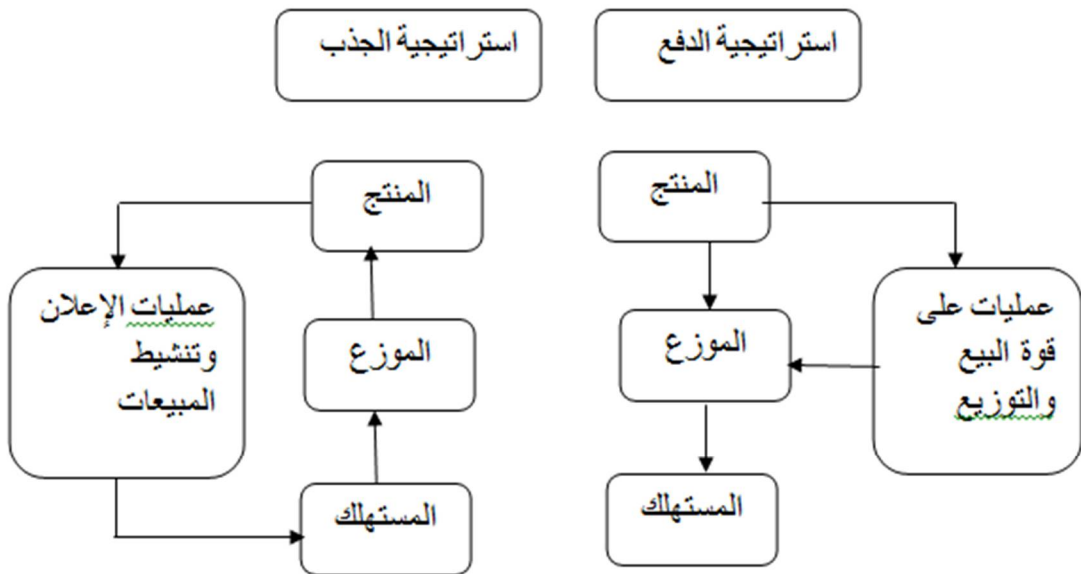 استراتيجية الدفع
استراتيجية الجذب
المنتج
عمليات على
قوة البيع
والتوزيع
الموزع
المستهلك
المنتج
عمليات الإعلان
وتنشيط
المبيعات
الموزع
المستهلك